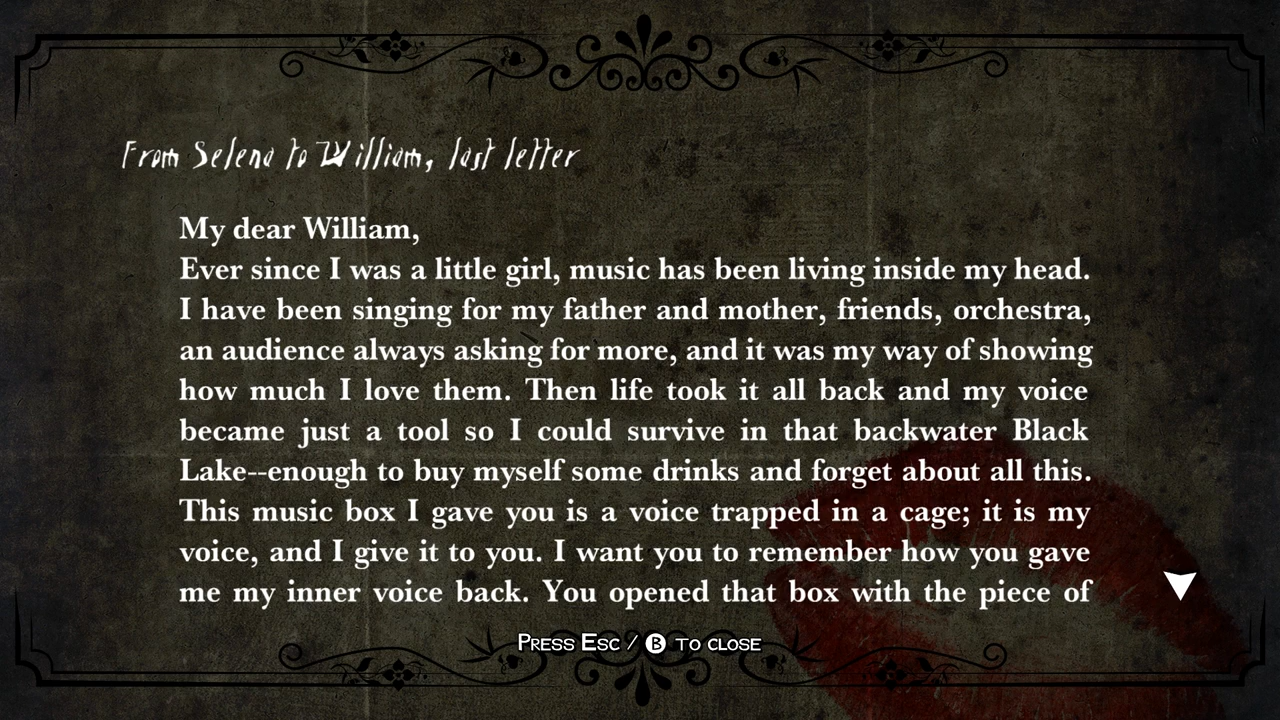 From Selena to William, last letter
My dear William,
Ever since I was a little girl, music has been living inside my head.
I have been singing for my father and mother, friends, orchestra,
an audience always asking for more, and it was my way of showing
how much I love them. Then life took it all back and my voice
became just a tool so I could survive in that backwater Black
Lake--enough to buy myself some drinks and forget about all this.
This music box I gave you is a voice trapped in a cage; it is my
voice, and I give it to you. I want you to remember how you gave
me my inner voice back. You opened that box with the piece of
Press Esc / B to close